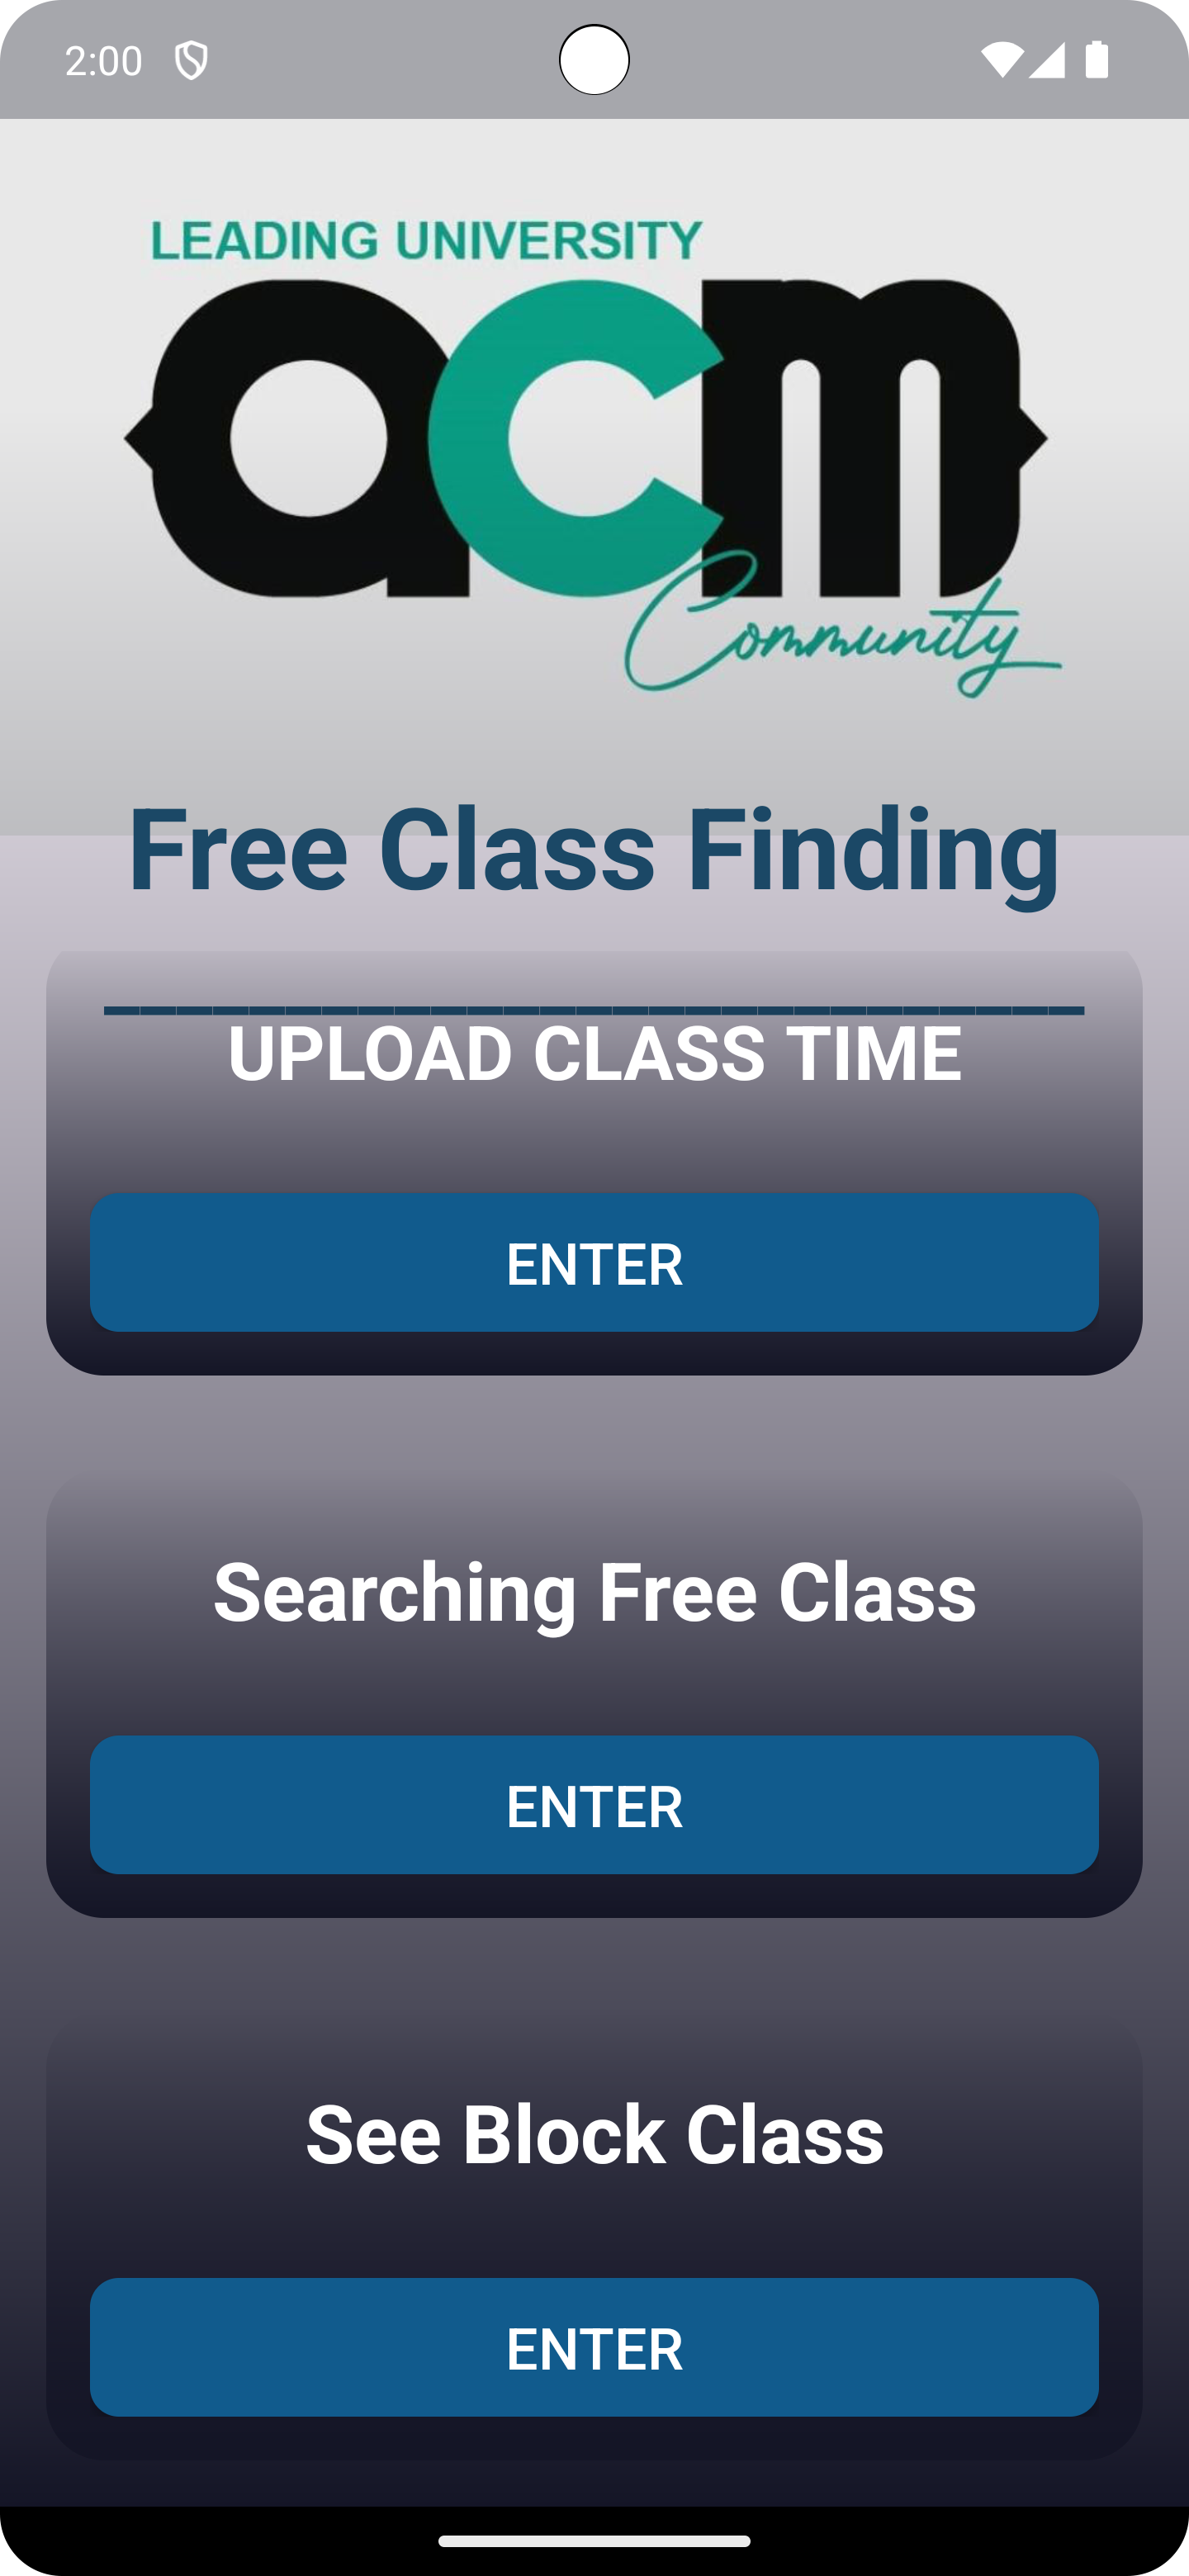 2:00
LEADING UNIVERSITY
acm
Community
Free Class Finding
UPLOAD CLASS TIME
ENTER
Searching Free Class
ENTER
See Block Class
ENTER